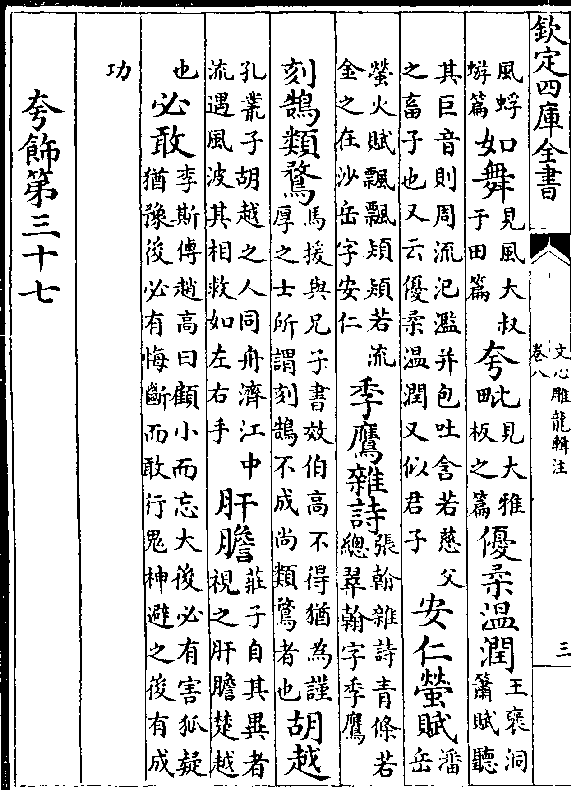 欽定四庫全書
文心雕龍輯注
卷八
三
風蜉
蝣篇
如舞
見風大叔
于田篇
夸毗
見大雅
板之篇
優柔温潤
王褒洞
簫賦聽
其巨音則周流汜濫并包吐含若慈父
之畜子也又云優柔温潤又似君子
安仁螢賦
潘岳
螢火賦飄飄熲熲若流
金之在沙岳字安仁
季鷹雜詩
張翰雜詩青條若
總翠翰字季鷹
刻鵠類鶩
馬援與兄子書效伯高不得猶為謹
厚之士所謂刻鵠不成尚類鶩者也
胡越
孔叢子胡越之人同舟濟江中
流遇風波其相救如左右手
肝膽
莊子自其異者
視之肝膽楚越
也
必敢
李斯傳趙高曰顧小而忘大後必有害狐疑
猶豫後必有悔斷而敢行鬼神避之後有成
功
夸飾第三十七